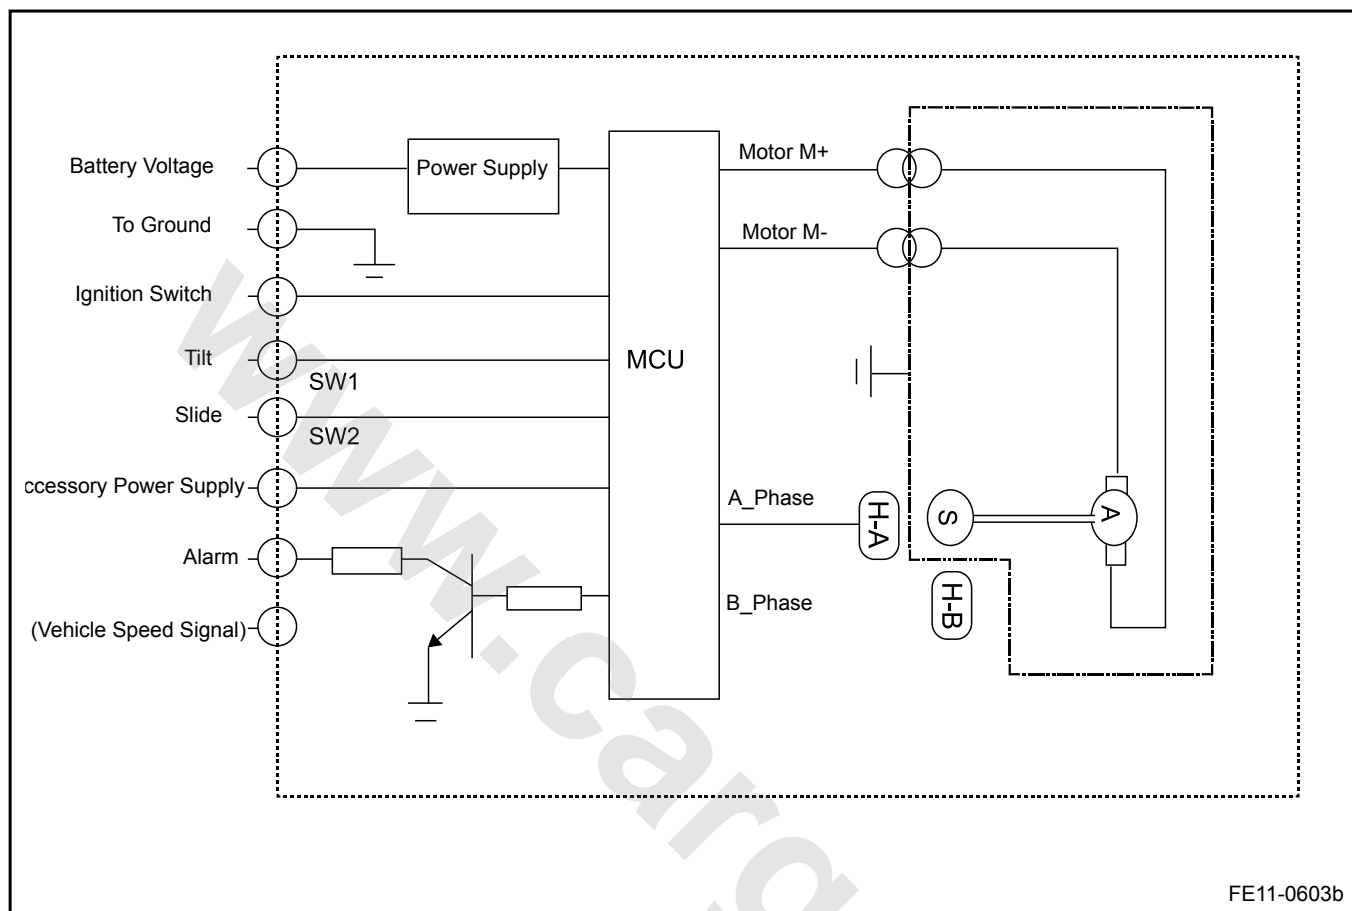 Battery Voltage
Power Supply
Motor M+
To Ground
Motor M-
Ignition Switch
Tilt
SW1
MCU
Slide
SW2
ccessory Power Supply
A_Phase
H-A
S
A
Alarm
B_Phase
H-B
(Vehicle Speed Signal)
www.carg
FE11-0603b